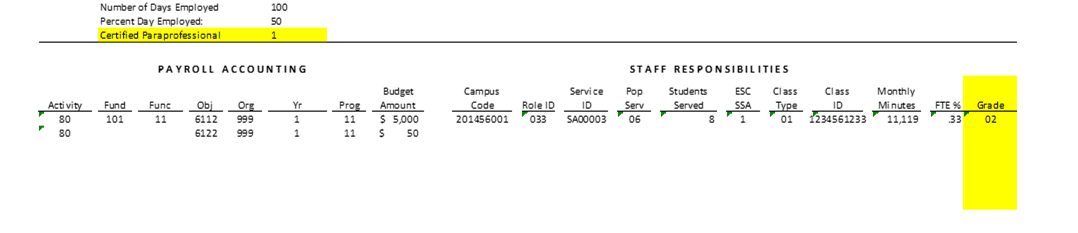 Number of Days Employed 100
Percent Day Employed: 50
Certified Paraprofessional 1
PAYROLL ACCOUNTING STAFF RESPONSIBILITIES
Budget Campus Service Pop Students ESC Class Class Monthly
Activity Fund Func Obj Org Yr Prog Amount Code Role ID ID Serv Served SSA Type ID Minutes FTE % Grade
80 101 11 6112 999 1 11 $ 5,000 201456001 033 SA00003 06 8 1 01 1234561233 11,119 .33 02
80 6122 999 1 11 $ 50